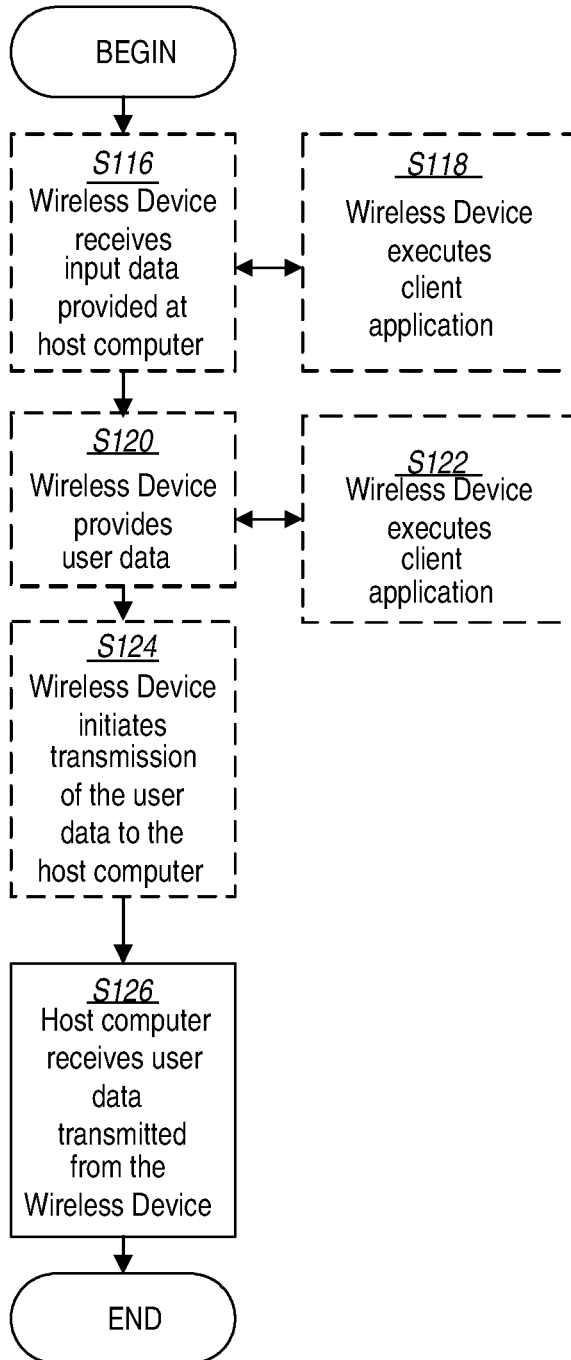 BEGIN
S116
Wireless Device
receives
input data
provided at
host computer
S118
Wireless Device
executes
client
application
S120
Wireless Device
provides
user data
S122
Wireless Device
executes
client
application
S124
Wireless Device
initiates
transmission
of the user
data to the
host computer
S126
Host computer
receives user
data
transmitted
from the
Wireless Device
END